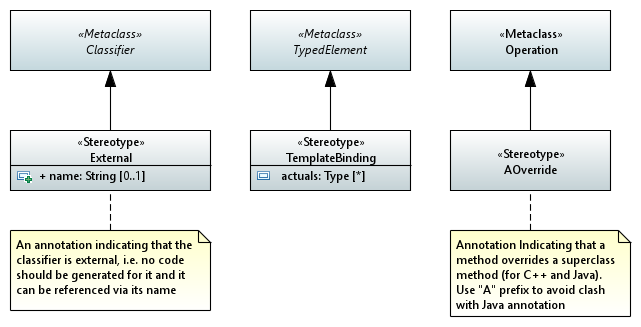 «Metaclass»
Classifier
«Metaclass»
TypedElement
«Metaclass»
Operation
«Stereotype»
External
+ name: String [0..1]
«Stereotype»
TemplateBinding
actuals: Type [*]
«Stereotype»
AOverride
An annotation indicating that the
classifier is external, i.e. no code
should be generated for it and it
can be referenced via its name
Annotation Indicating that a
method overrides a superclass
method (for C++ and Java).
Use "A" prefix to avoid clash
with Java annotation